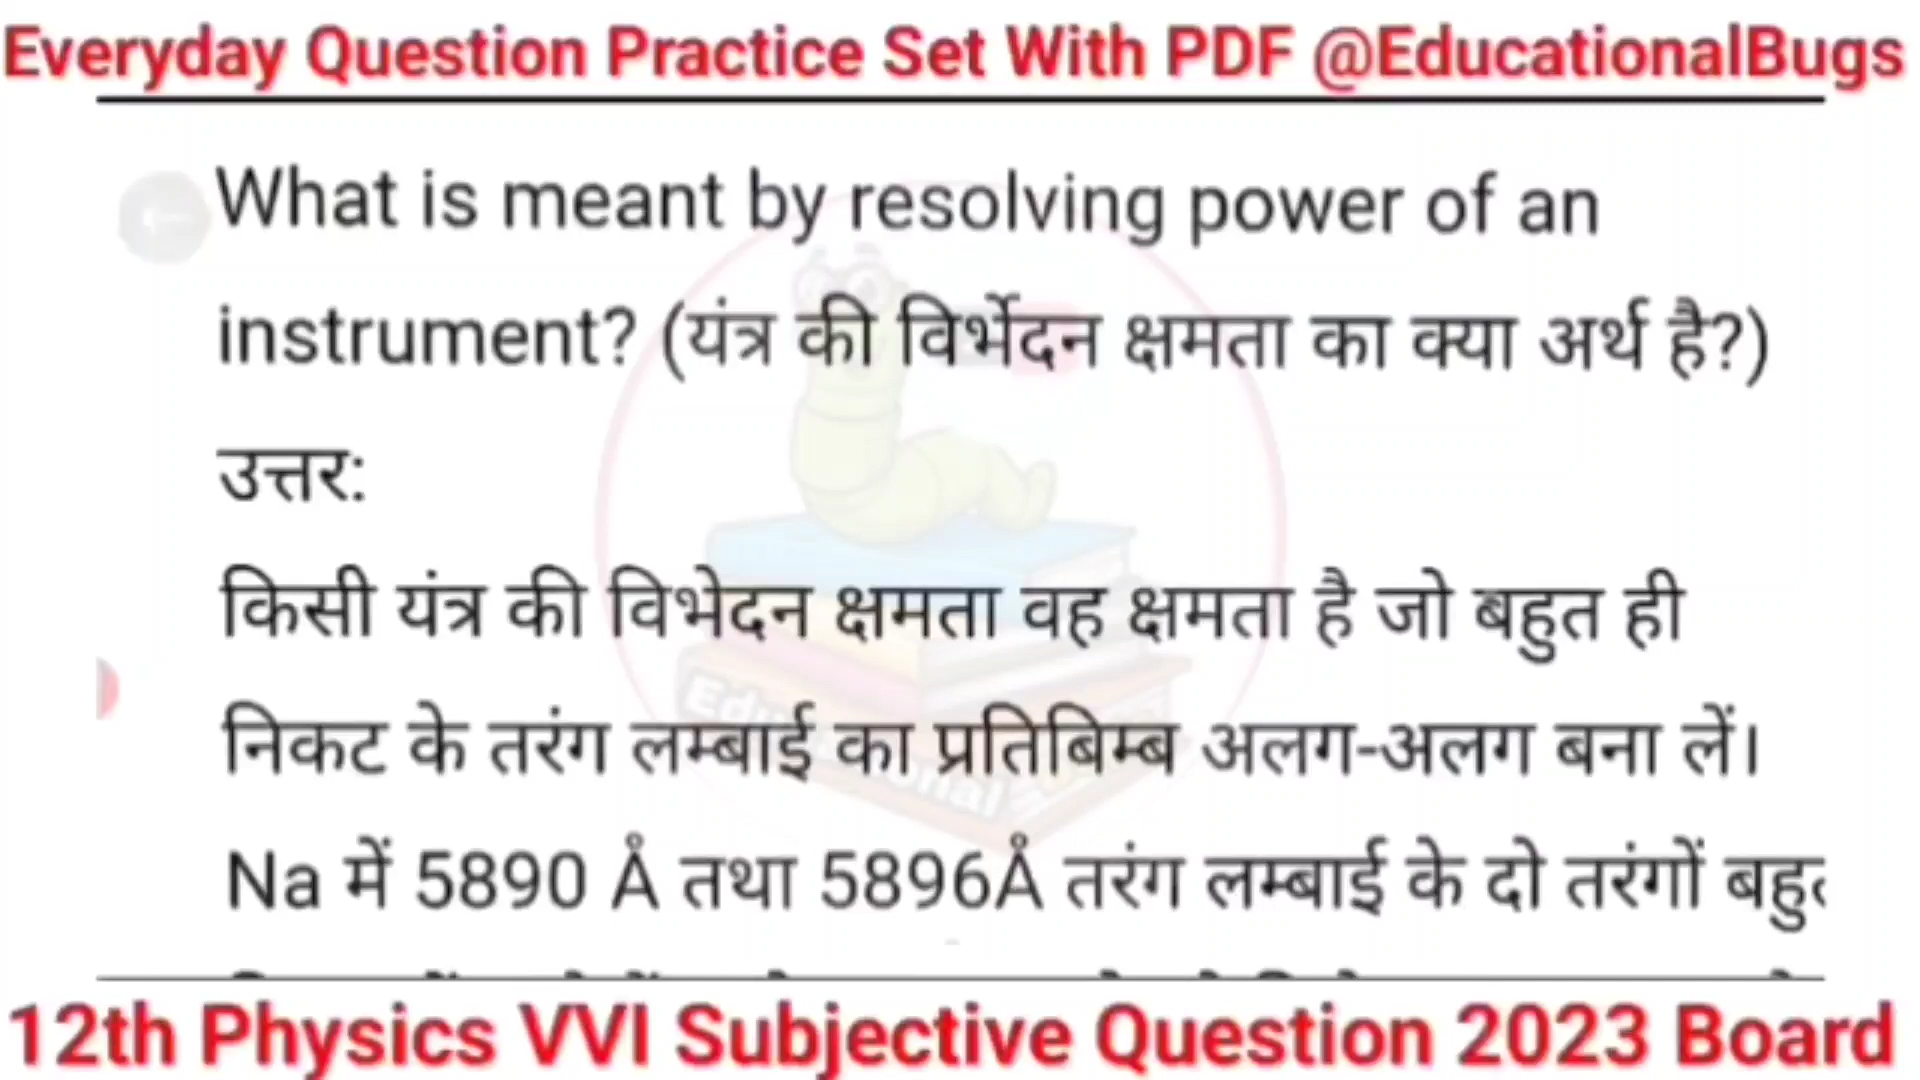 Everyday Question Practice Set With PDF @EducationalBugs
What is meant by resolving power of an
instrument? (यंत्र की विर्भेदन क्षमता का क्या अर्थ है?)
उत्तर:
किसी यंत्र की विभेदन क्षमता वह क्षमता है जो बहुत ही
निकट के तरंग लम्बाई का प्रतिबिम्ब अलग-अलग बना लें।
Na में 5890 Å तथा 5896Å तरंग लम्बाई के दो तरंगों
12th Physics VVI Subjective Question 2023 Board